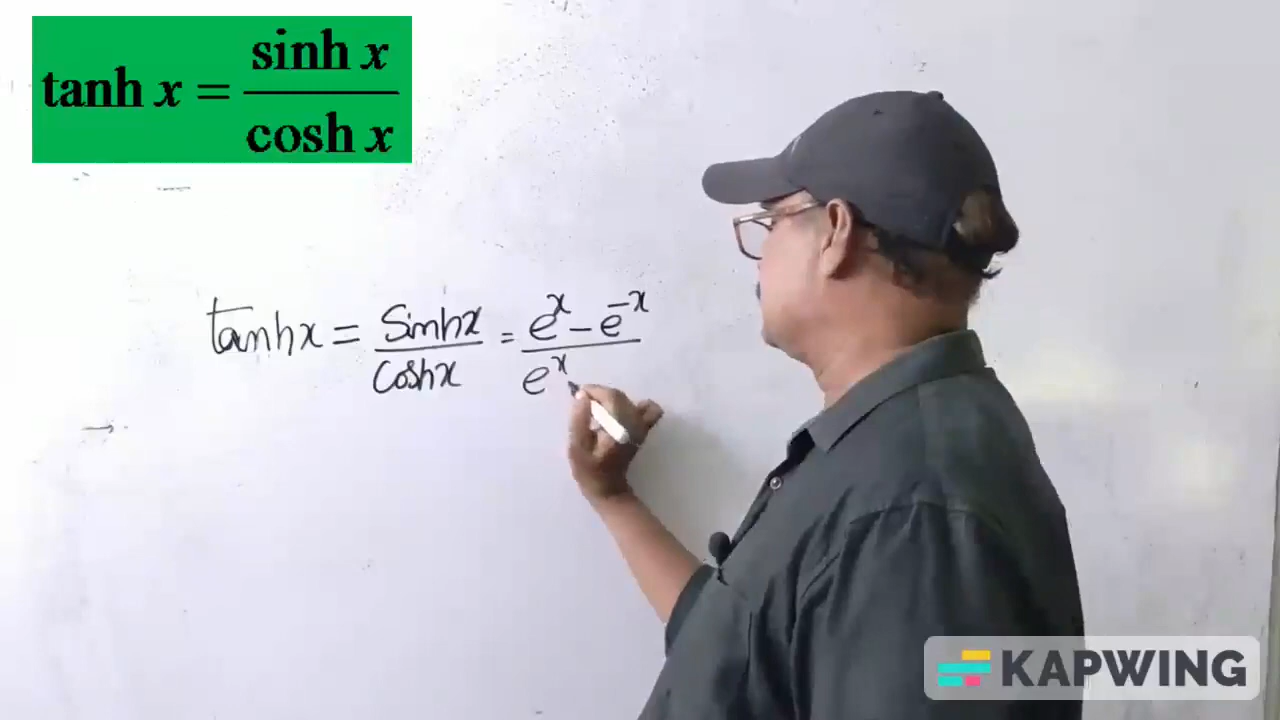 tanh x = sinh x / cosh x
tanhx = Sinhx / Coshx = e^x - e^-x / e^x
KAPWING